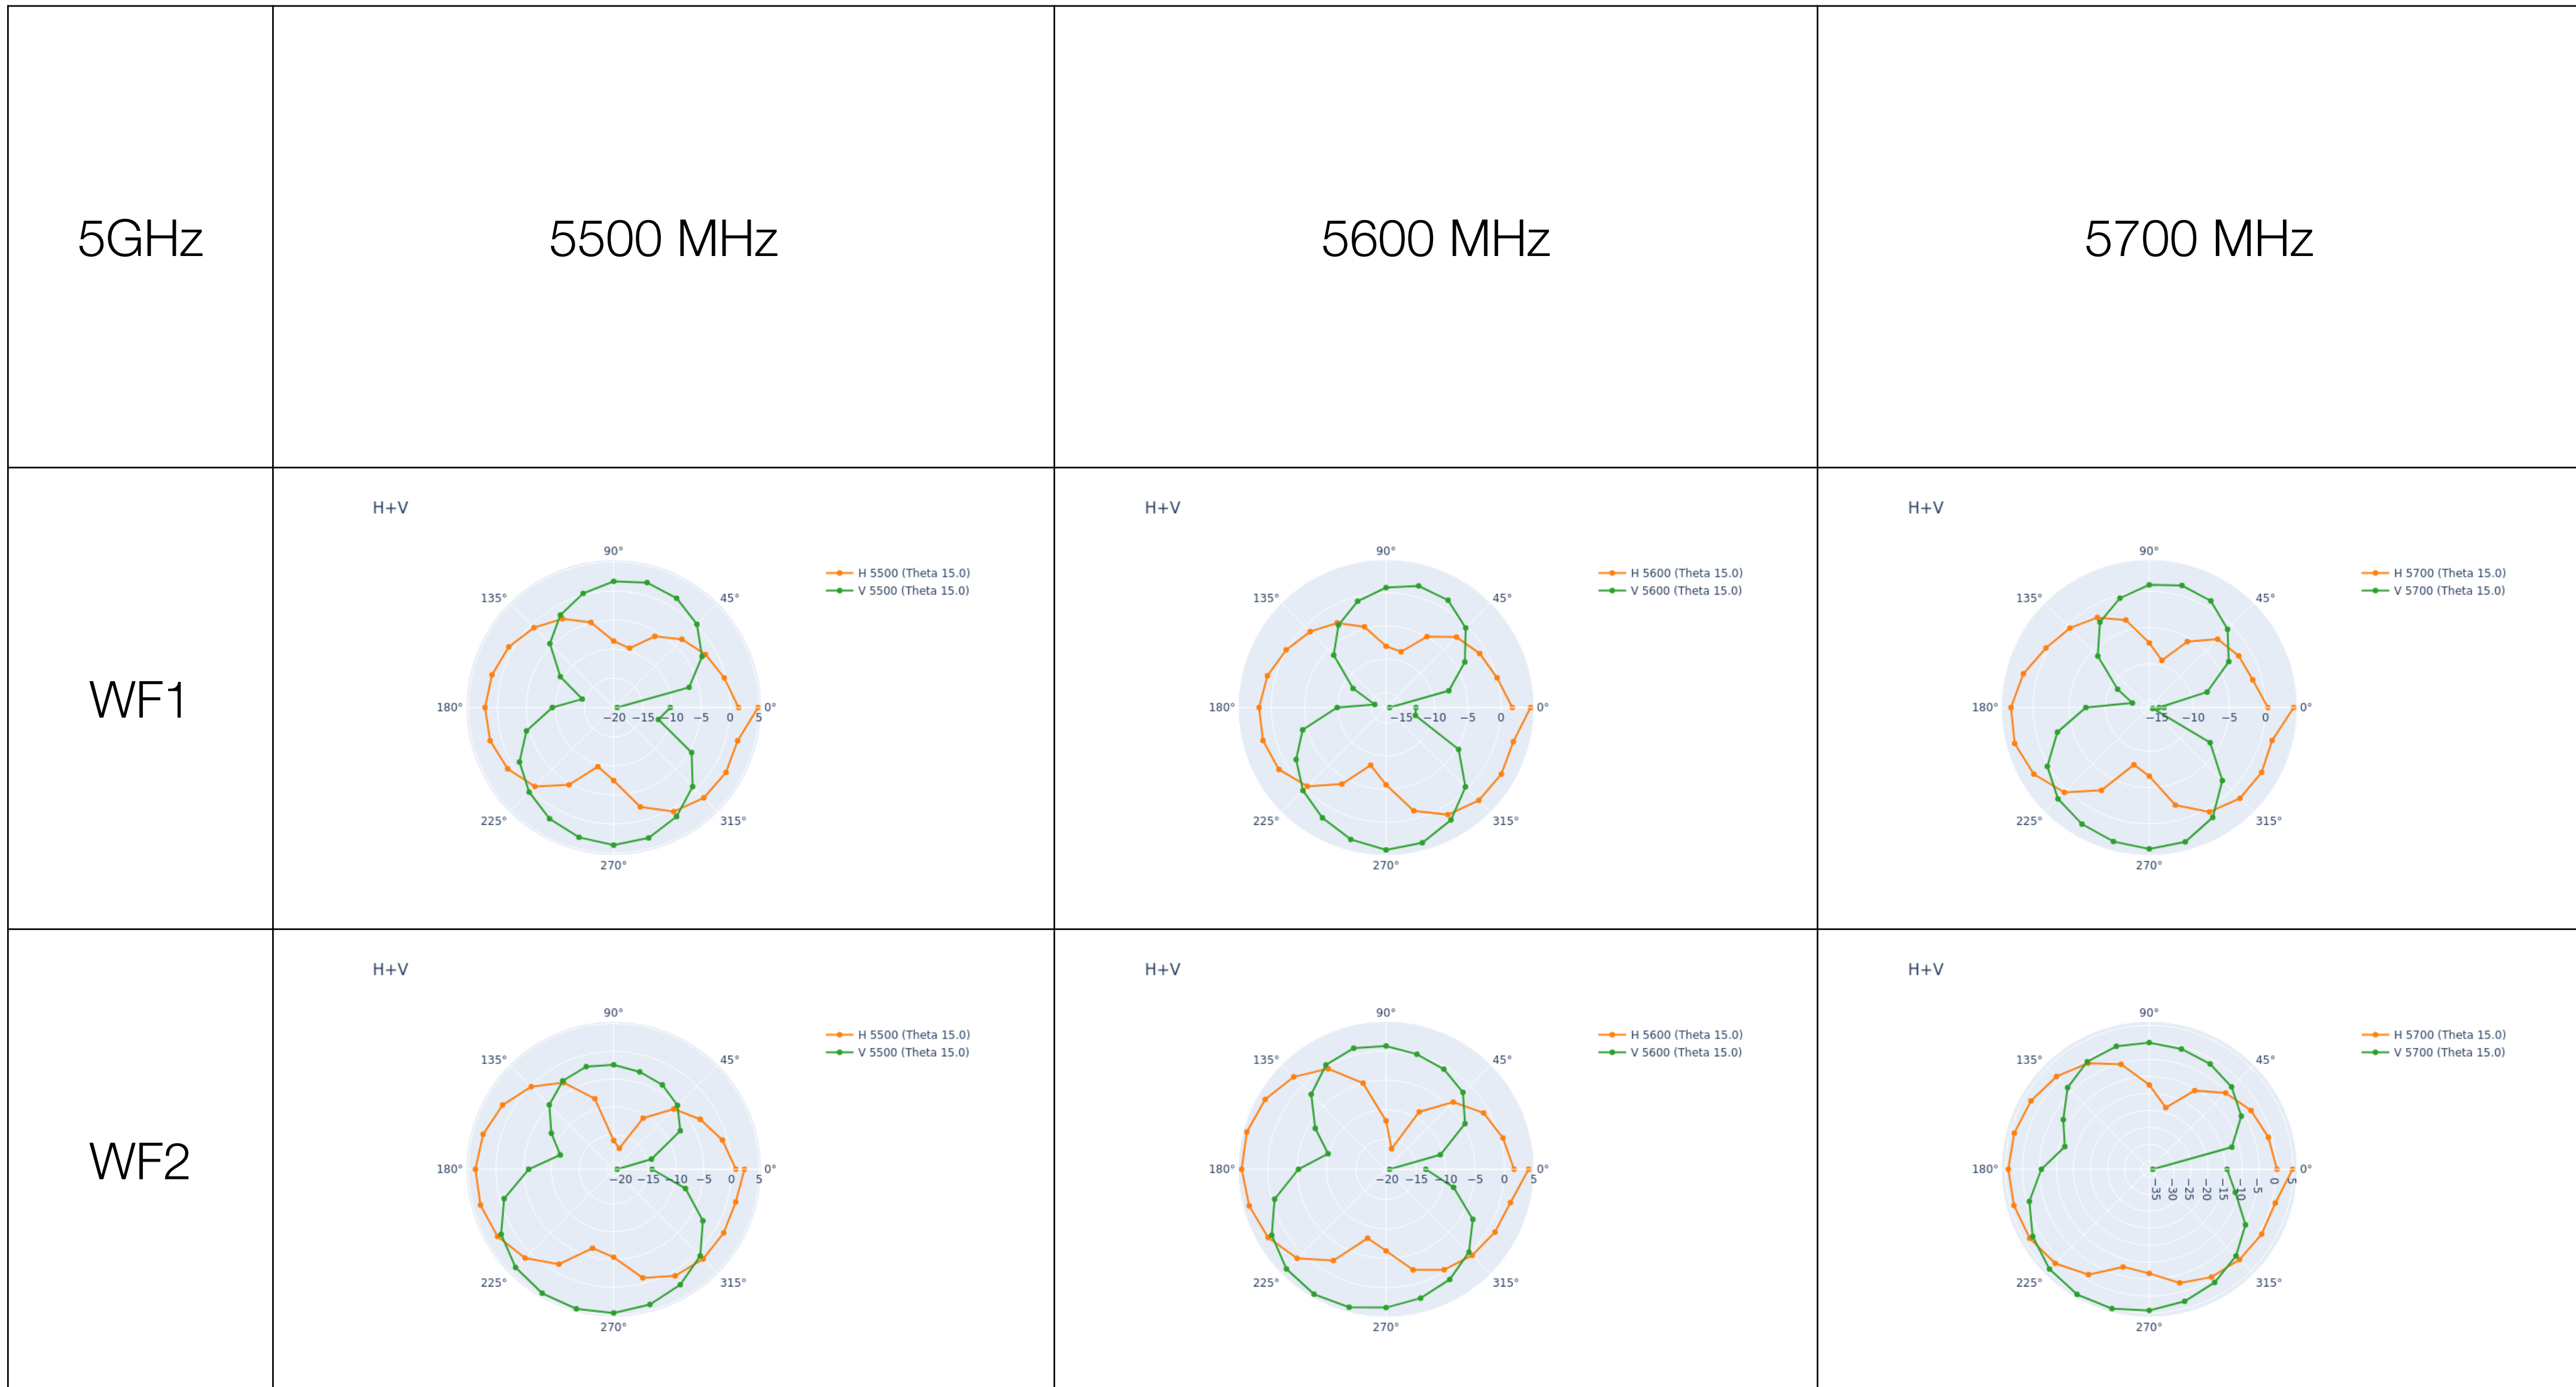 5GHz 5500 MHz 5600 MHz 5700 MHz
WF1
H+V
90°
135° 45°
180° −20 −15 −10 −5 0 5 0°
225° 315°
270°
H 5500 (Theta 15.0)
V 5500 (Theta 15.0)
H+V
90°
135° 45°
180° −15 −10 −5 0 0°
225° 315°
270°
H 5600 (Theta 15.0)
V 5600 (Theta 15.0)
H+V
90°
135° 45°
180° −15 −10 −5 0 0°
225° 315°
270°
H 5700 (Theta 15.0)
V 5700 (Theta 15.0)
WF2
H+V
90°
135° 45°
180° −20 −15 −10 −5 0 5 0°
225° 315°
270°
H 5500 (Theta 15.0)
V 5500 (Theta 15.0)
H+V
90°
135° 45°
180° −20 −15 −10 −5 0 5 0°
225° 315°
270°
H 5600 (Theta 15.0)
V 5600 (Theta 15.0)
H+V
90°
135° 45°
180° −35 −30 −25 −20 −15 −10 −5 0 5 0°
225° 315°
270°
H 5700 (Theta 15.0)
V 5700 (Theta 15.0)